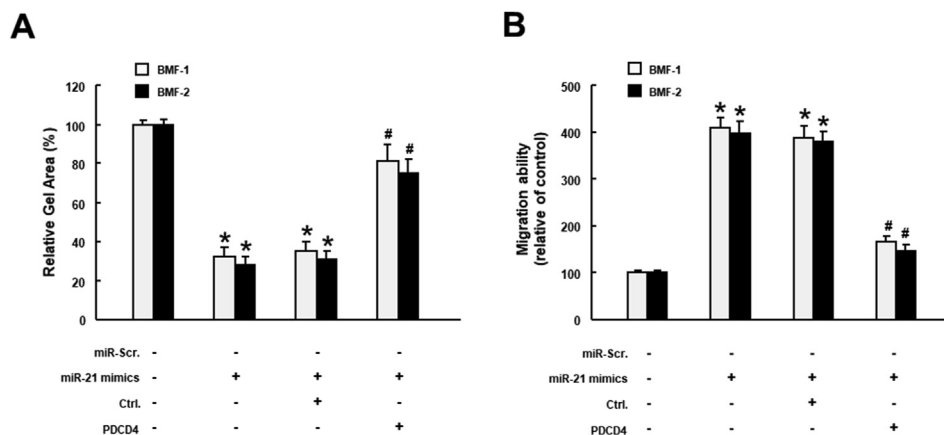 A
BMF-1
BMF-2
Relative Gel Area (%)
120
100
80
60
40
20
0
* * * * # #
miR-Scr. - - - -
miR-21 mimics - + + +
Ctrl. - - + -
PDCD4 - - - +
B
BMF-1
BMF-2
Migration ability
(relative of control)
500
400
300
200
100
0
* * * * # #
miR-Scr. - - - -
miR-21 mimics - + + +
Ctrl. - - + -
PDCD4 - - - +